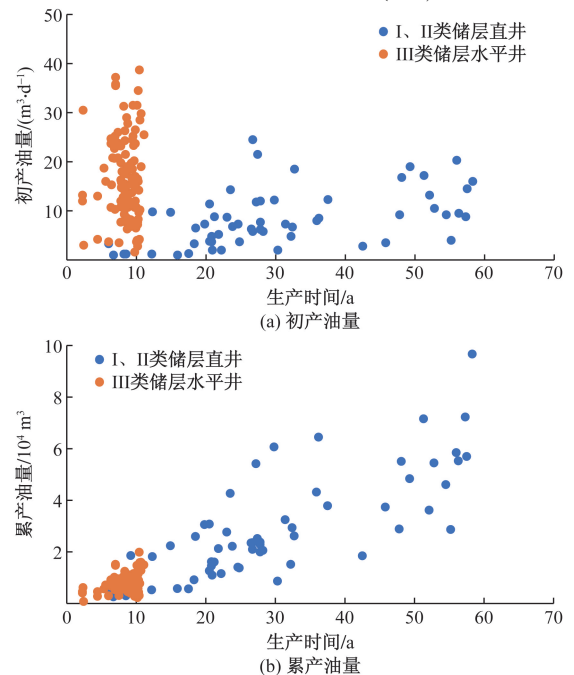 50
40
30
20
10
初产油量/(m³·d⁻¹)
I、II类储层直井
III类储层水平井
0 10 20 30 40 50 60 70
生产时间/a
(a) 初产油量
10
8
6
4
2
累产油量/10⁴ m³
I、II类储层直井
III类储层水平井
0 10 20 30 40 50 60 70
生产时间/a
(b) 累产油量